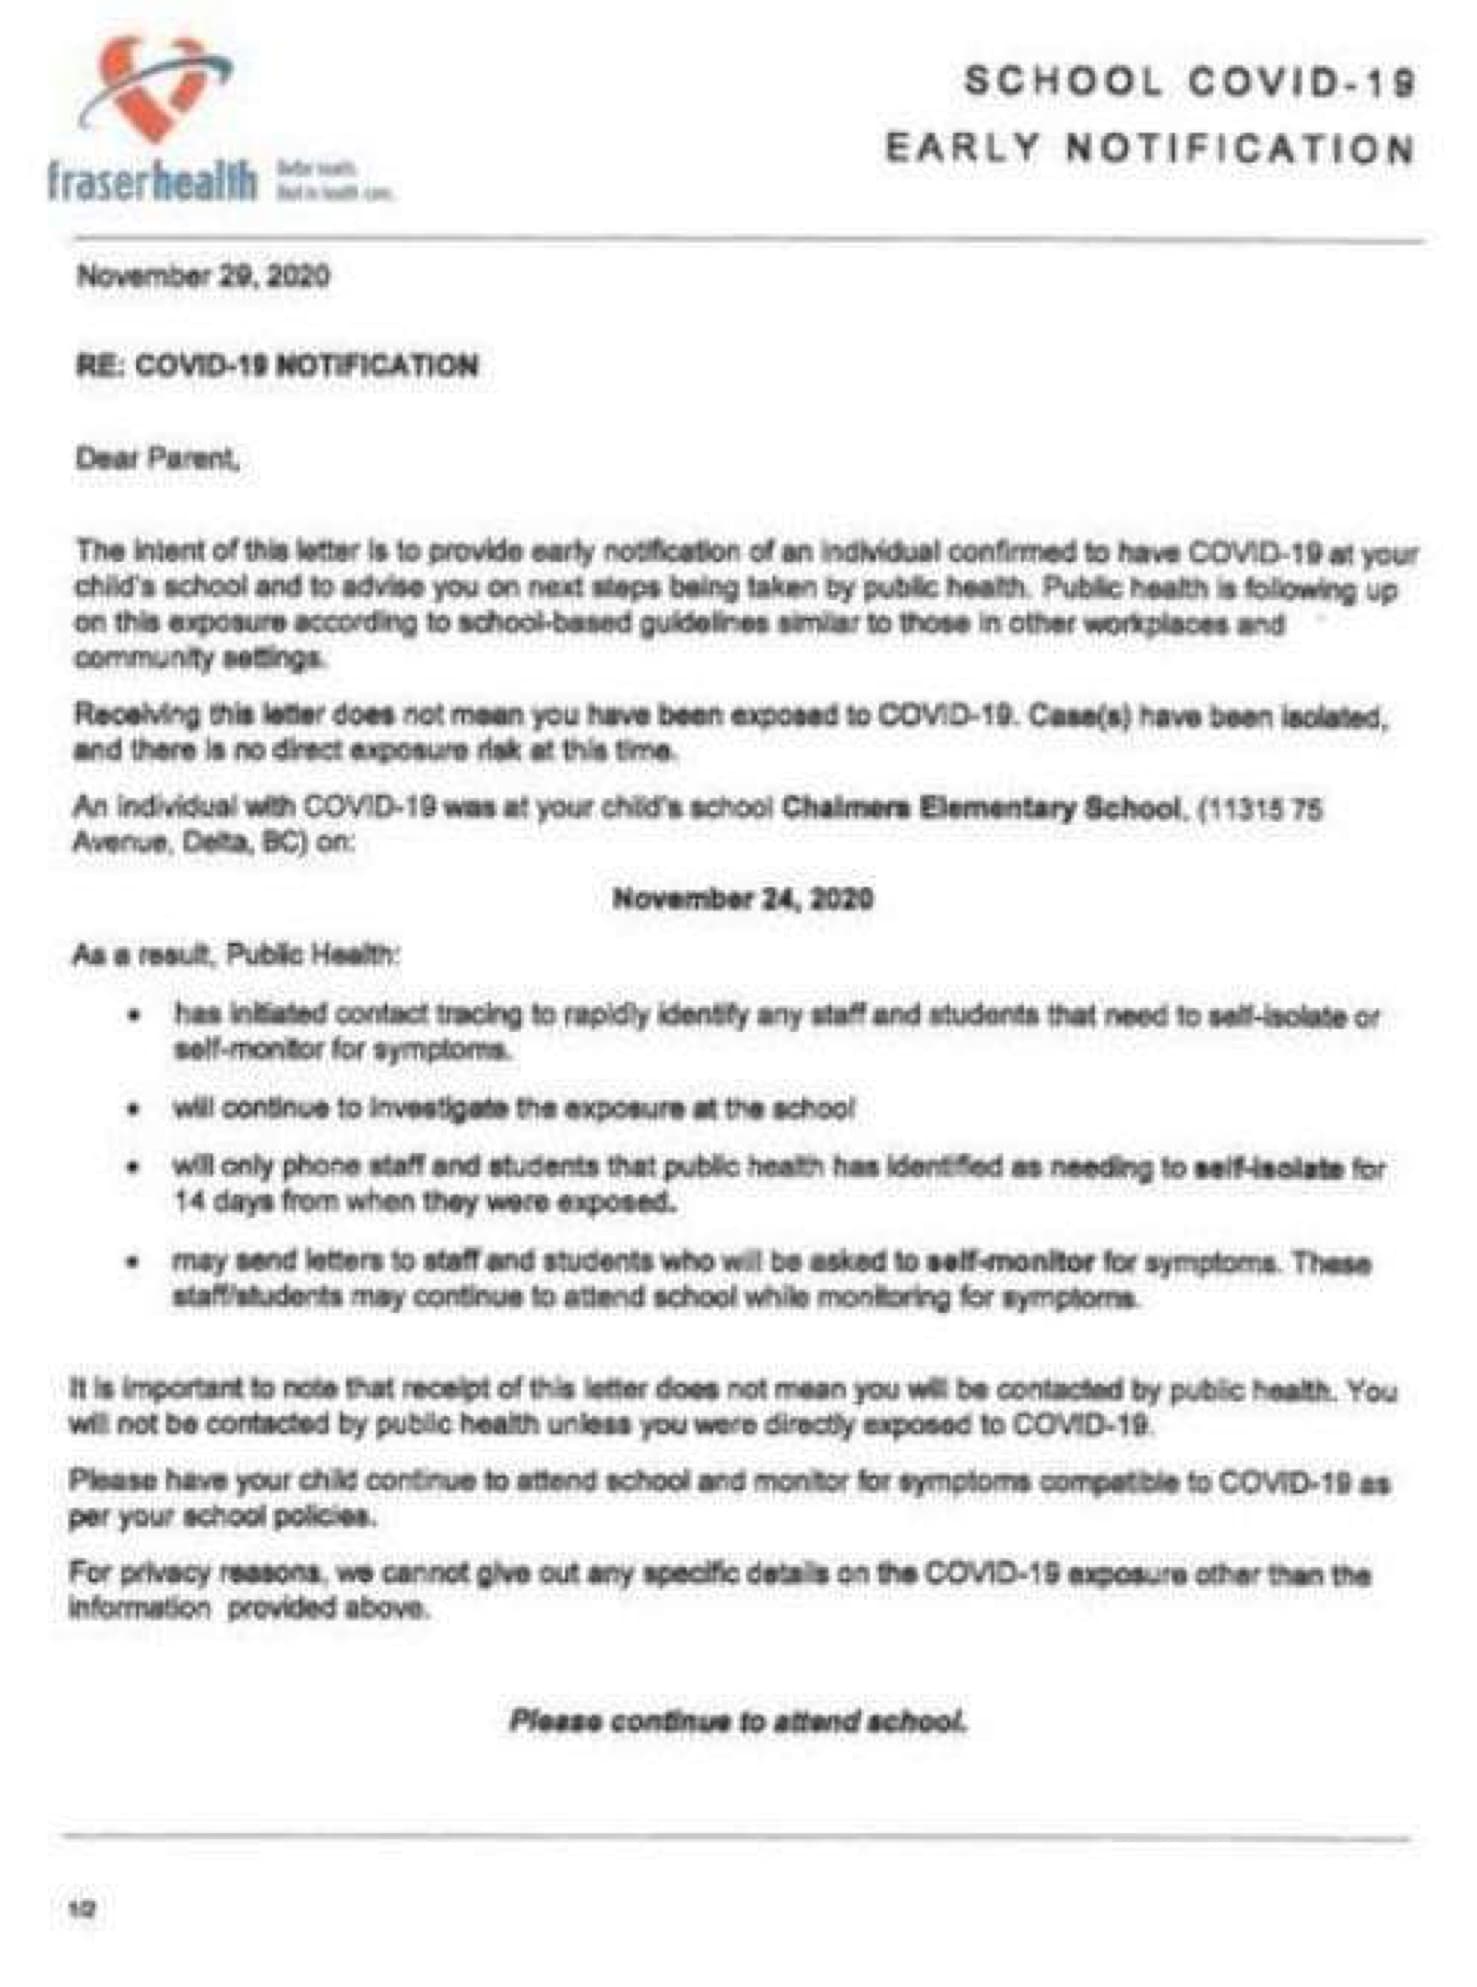 SCHOOL COVID-19
EARLY NOTIFICATION
fraserhealth
Better health.
Best in health care.
November 29, 2020
RE: COVID-19 NOTIFICATION
Dear Parent,
The intent of this letter is to provide early notification of an individual confirmed to have COVID-19 at your
child's school and to advise you on next steps being taken by public health. Public health is following up
on this exposure according to school-based guidelines similar to those in other workplaces and
community settings.
Receiving this letter does not mean you have been exposed to COVID-19. Case(s) have been isolated,
and there is no direct exposure risk at this time.
An individual with COVID-19 was at your child's school Chalmers Elementary School, (11315 75
Avenue, Delta, BC) on:
November 24, 2020
As a result, Public Health:
• has initiated contact tracing to rapidly identify any staff and students that need to self-isolate or
self-monitor for symptoms.
• will continue to investigate the exposure at the school
• will only phone staff and students that public health has identified as needing to self-isolate for
14 days from when they were exposed.
• may send letters to staff and students who will be asked to self-monitor for symptoms. These
staff/students may continue to attend school while monitoring for symptoms.
It is important to note that receipt of this letter does not mean you will be contacted by public health. You
will not be contacted by public health unless you were directly exposed to COVID-19.
Please have your child continue to attend school and monitor for symptoms compatible to COVID-19 as
per your school policies.
For privacy reasons, we cannot give out any specific details on the COVID-19 exposure other than the
information provided above.
Please continue to attend school.
1/2